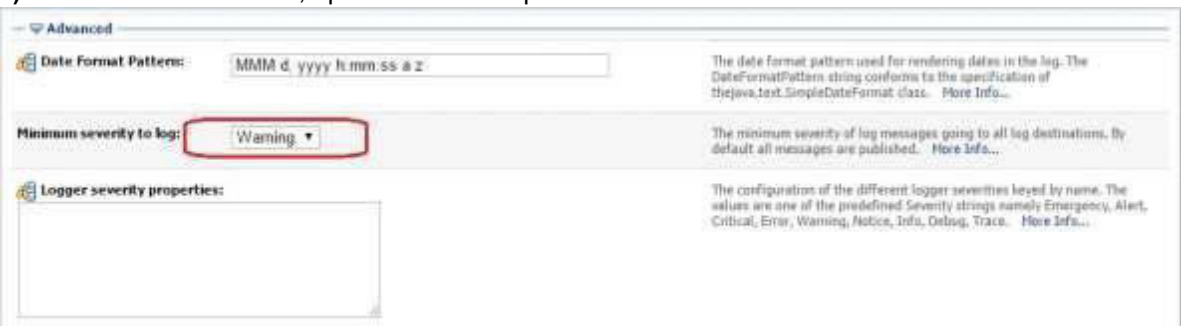 Advanced
Date Format Pattern:
MMM d, yyyy h:mm:ss a z
The date format pattern used for rendering dates in the log. The
DateFormatPattern string conforms to the specification of
thejava.text.SimpleDateFormat class. More Info...
Minimum severity to log:
Warning
The minimum severity of log messages going to all log destinations. By
default all messages are published. More Info...
Logger severity properties:
The configuration of the different logger severities keyed by name. The
values are one of the predefined Severity strings namely Emergency, Alert,
Critical, Error, Warning, Notice, Info, Debug, Trace. More Info...